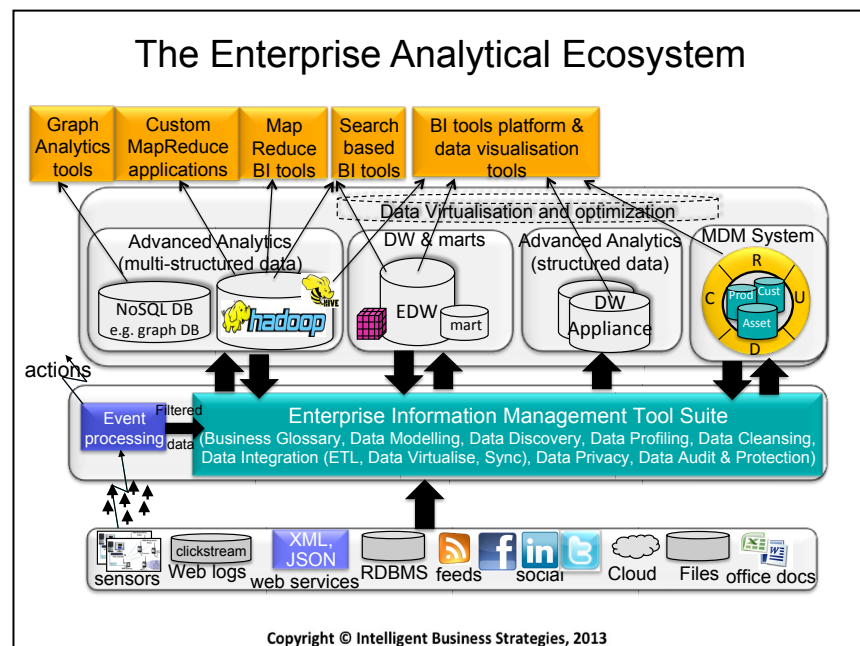 The Enterprise Analytical Ecosystem
Graph
Analytics
tools
Custom
MapReduce
applications
Map
Reduce
BI tools
Search
based
BI tools
BI tools platform &
data visualisation
tools
Data Virtualisation and optimization
Advanced Analytics
(multi-structured data)
NoSQL DB
e.g. graph DB
hadoop
HIVE
DW & marts
EDW
mart
Advanced Analytics
(structured data)
DW
Appliance
MDM System
R
C
U
D
Prod
Cust
Asset
actions
Event
processing
Filtered
data
Enterprise Information Management Tool Suite
(Business Glossary, Data Modelling, Data Discovery, Data Profiling, Data Cleansing,
Data Integration (ETL, Data Virtualise, Sync), Data Privacy, Data Audit & Protection)
sensors
clickstream
Web logs
XML,
JSON
web services
RDBMS
feeds
f
in
t
social
Cloud
Files
office docs
Copyright © Intelligent Business Strategies, 2013